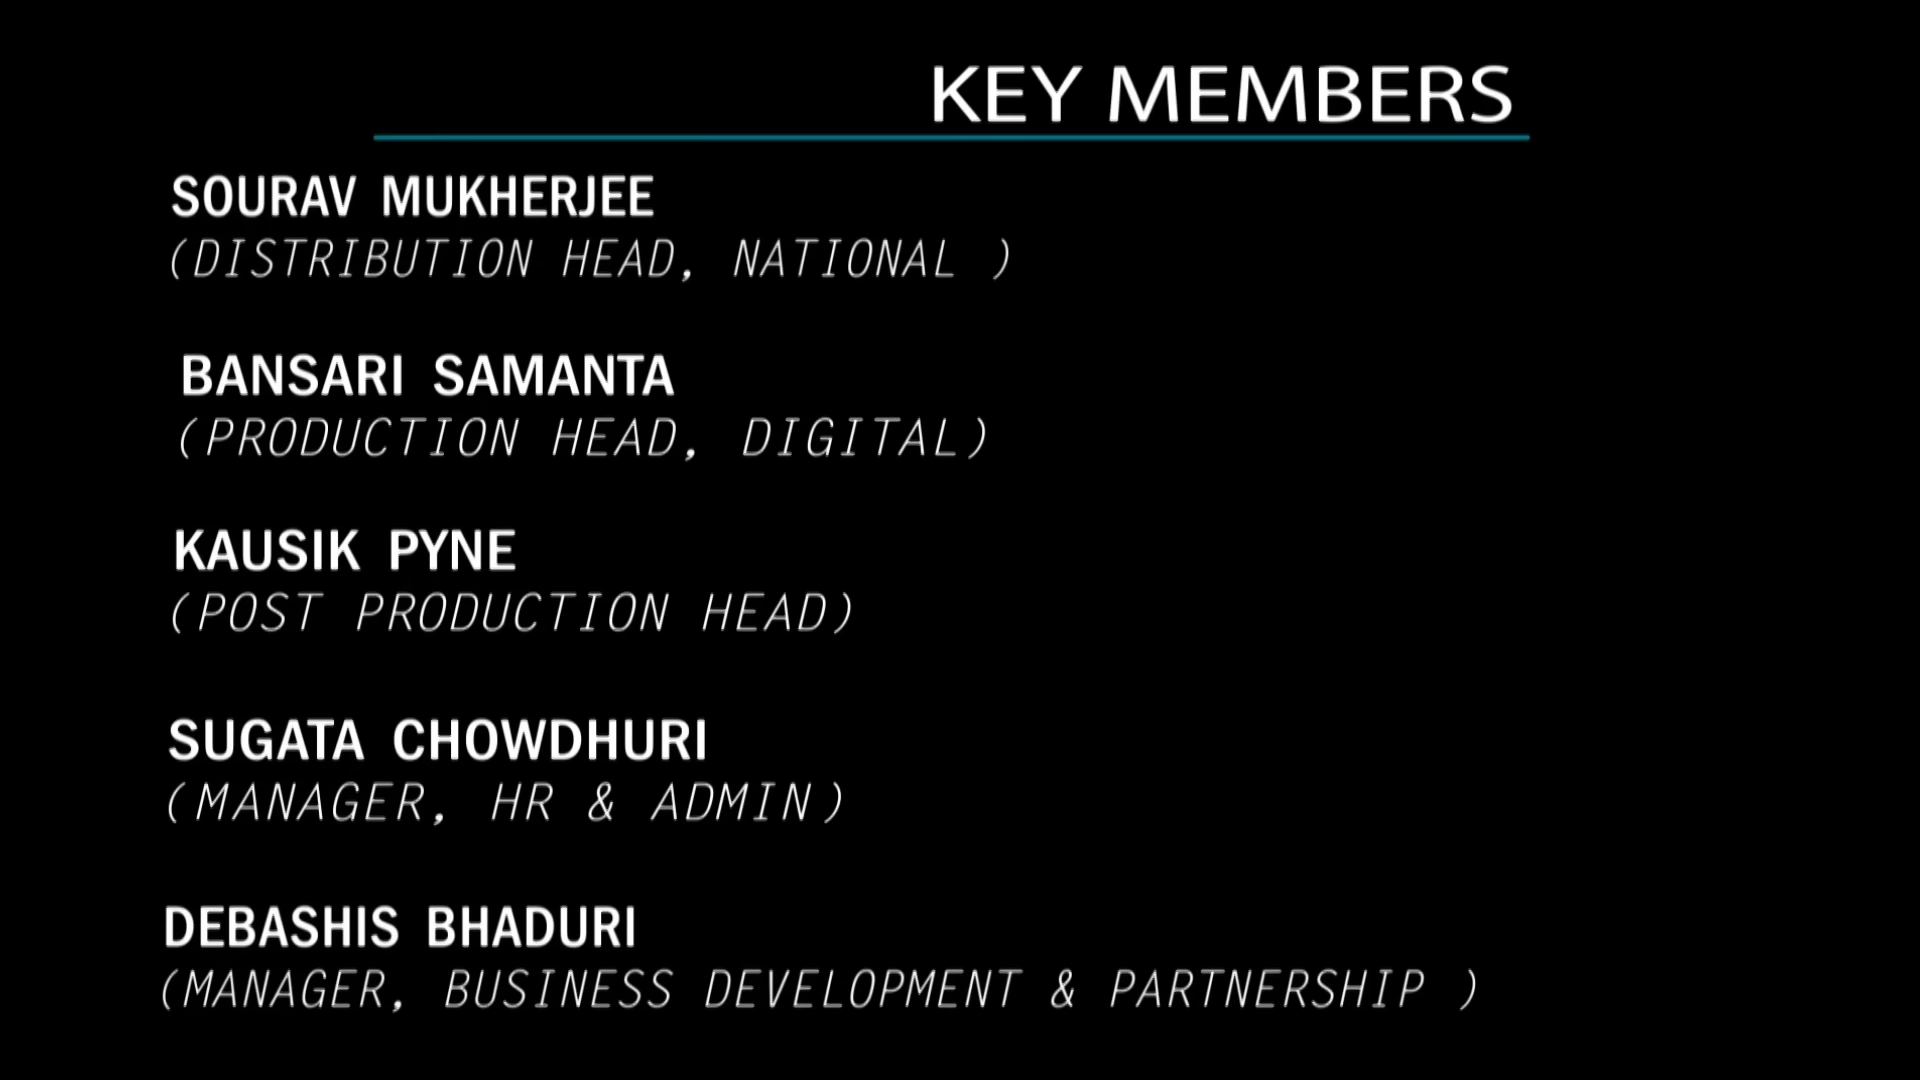 KEY MEMBERS
SOURAV MUKHERJEE
(DISTRIBUTION HEAD, NATIONAL )
BANSARI SAMANTA
(PRODUCTION HEAD, DIGITAL)
KAUSIK PYNE
(POST PRODUCTION HEAD)
SUGATA CHOWDHURI
(MANAGER, HR & ADMIN)
DEBASHIS BHADURI
(MANAGER, BUSINESS DEVELOPMENT & PARTNERSHIP )